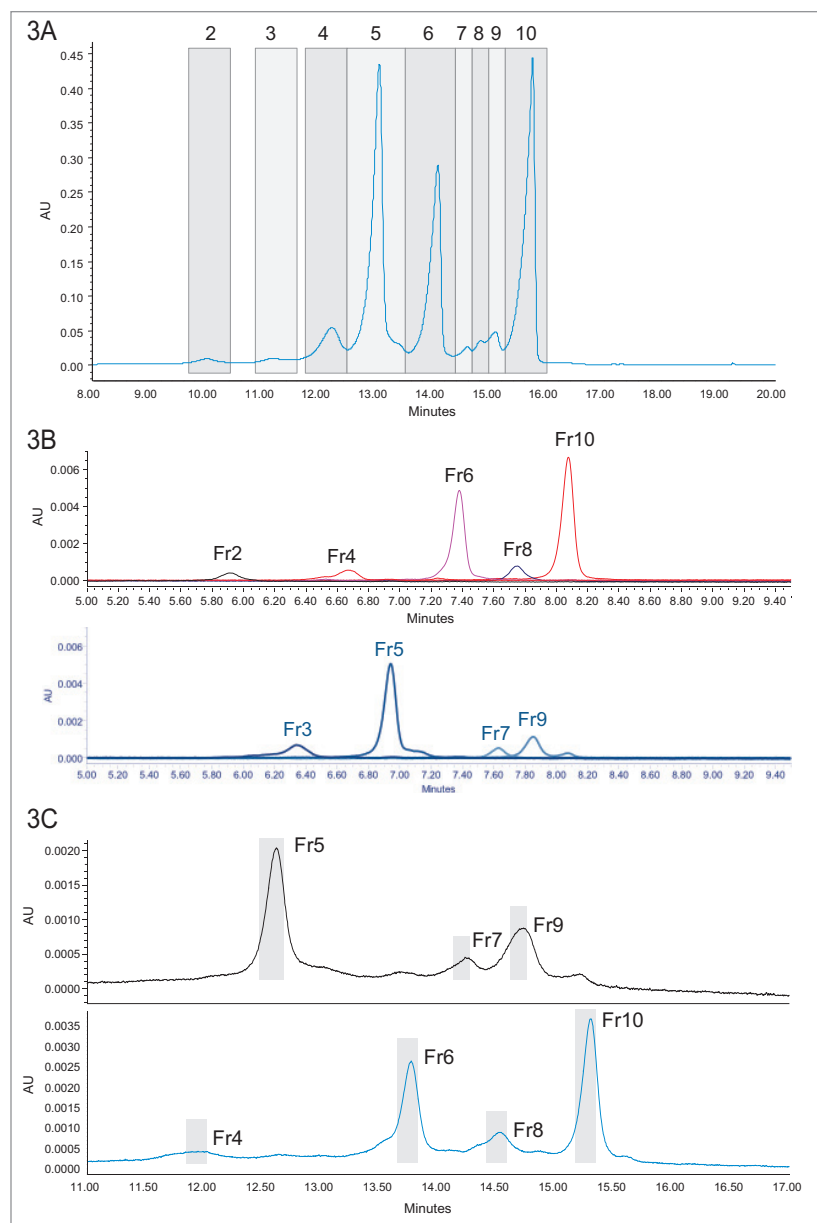 3A
2 3 4 5 6 7 8 9 10
0.45
0.40
0.35
0.30
0.25
0.20
0.15
0.10
0.05
0.00
AU
8.00 9.00 10.00 11.00 12.00 13.00 14.00 15.00 16.00 17.00 18.00 19.00 20.00
Minutes
3B
Fr10
Fr6
Fr8
Fr4
Fr2
0.006
0.004
0.002
0.000
AU
5.00 5.20 5.40 5.60 5.80 6.00 6.20 6.40 6.60 6.80 7.00 7.20 7.40 7.60 7.80 8.00 8.20 8.40 8.60 8.80 9.00 9.20 9.40
Minutes
Fr5
Fr3
Fr7
Fr9
0.006
0.004
0.002
0.000
AU
5.00 5.20 5.40 5.60 5.80 6.00 6.20 6.40 6.60 6.80 7.00 7.20 7.40 7.60 7.80 8.00 8.20 8.40 8.60 8.80 9.00 9.20 9.40
Minutes
3C
Fr5
Fr7
Fr9
0.0020
0.0015
0.0010
0.0005
0.0000
AU
Fr10
Fr6
Fr8
Fr4
0.0035
0.0030
0.0025
0.0020
0.0015
0.0010
0.0005
0.0000
AU
11.00 11.50 12.00 12.50 13.00 13.50 14.00 14.50 15.00 15.50 16.00 16.50 17.00
Minutes